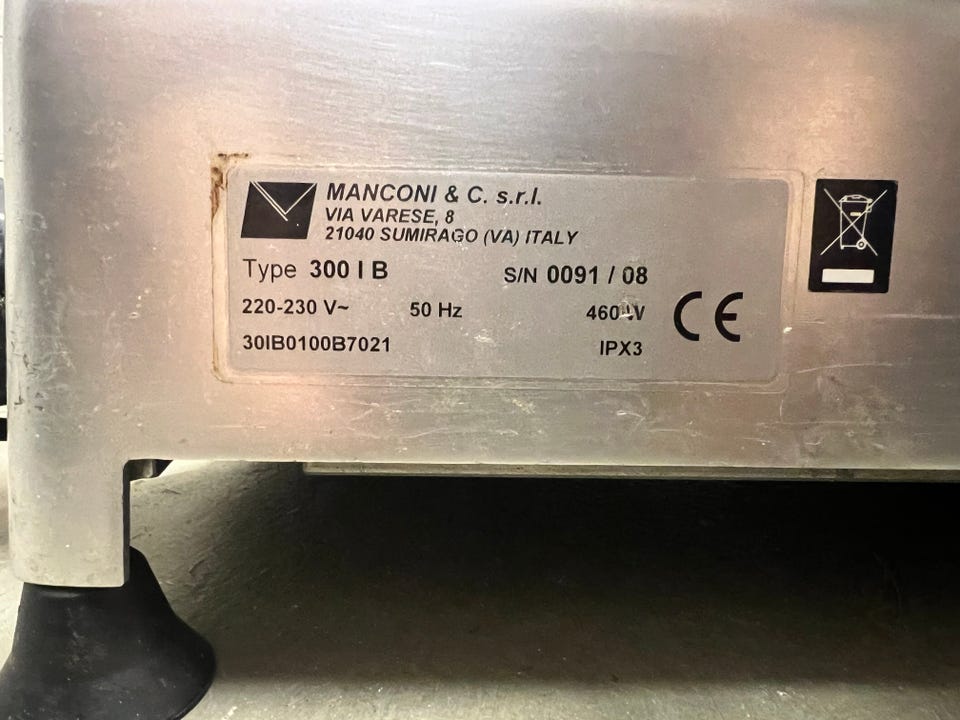 MANCONI & C. s.r.l.
VIA VARESE, 8
21040 SUMIRAGO (VA) ITALY
Type 300 I B S/N 0091 / 08
220-230 V~ 50 Hz 460 W
30IB0100B7021 IPX3
CE